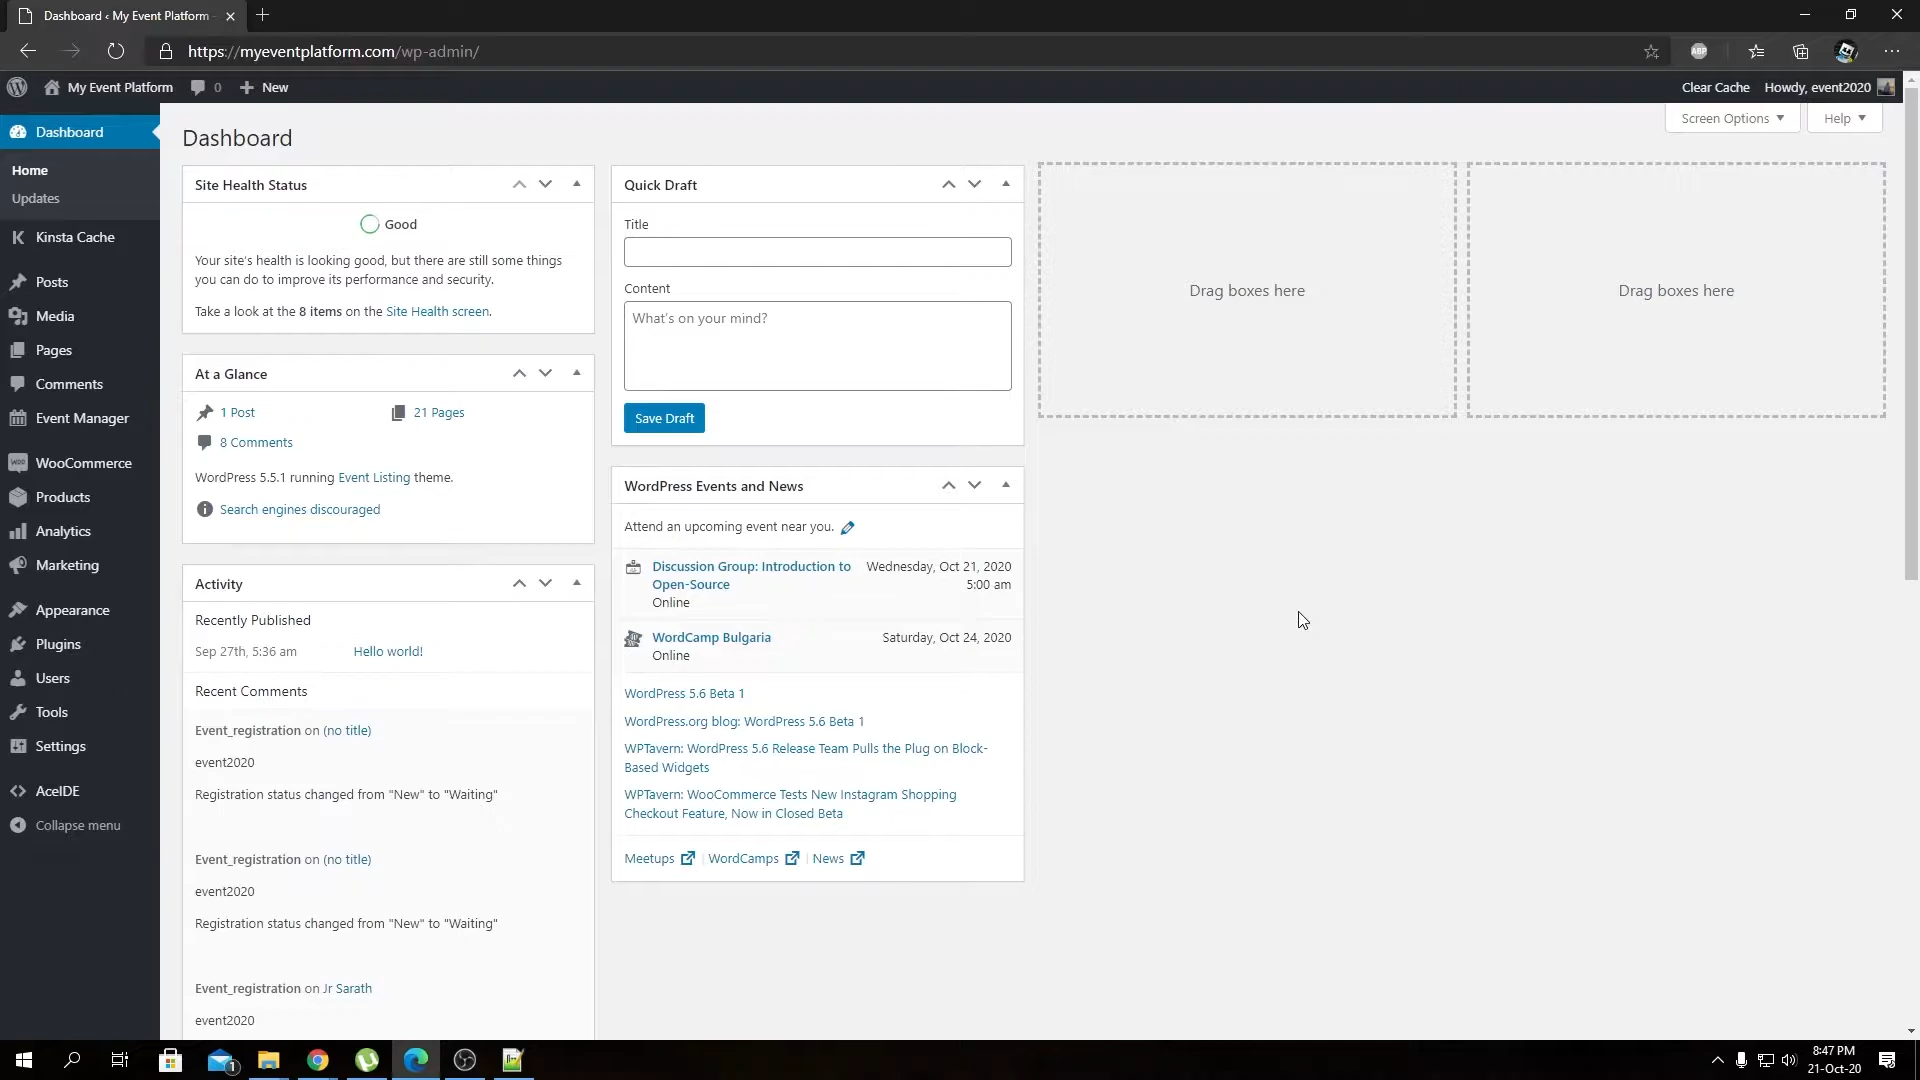 Dashboard ‹ My Event Platform
https://myeventplatform.com/wp-admin/
ABP
My Event Platform
0
New
Clear Cache
Howdy, event2020
Dashboard
Home
Updates
Kinsta Cache
Posts
Media
Pages
Comments
Event Manager
WooCommerce
Products
Analytics
Marketing
Appearance
Plugins
Users
Tools
Settings
AceIDE
Collapse menu
Screen Options
Help
Dashboard
Site Health Status
Good
Your site's health is looking good, but there are still some things
you can do to improve its performance and security.
Take a look at the 8 items on the Site Health screen.
At a Glance
1 Post
21 Pages
8 Comments
WordPress 5.5.1 running Event Listing theme.
Search engines discouraged
Activity
Recently Published
Sep 27th, 5:36 am
Hello world!
Recent Comments
Event_registration on (no title)
event2020
Registration status changed from "New" to "Waiting"
Event_registration on (no title)
event2020
Registration status changed from "New" to "Waiting"
Event_registration on Jr Sarath
event2020
Quick Draft
Title
Content
What's on your mind?
Save Draft
WordPress Events and News
Attend an upcoming event near you.
Discussion Group: Introduction to
Open-Source
Online
Wednesday, Oct 21, 2020
5:00 am
WordCamp Bulgaria
Online
Saturday, Oct 24, 2020
WordPress 5.6 Beta 1
WordPress.org blog: WordPress 5.6 Beta 1
WPTavern: WordPress 5.6 Release Team Pulls the Plug on Block-
Based Widgets
WPTavern: WooCommerce Tests New Instagram Shopping
Checkout Feature, Now in Closed Beta
Meetups | WordCamps | News
Drag boxes here
Drag boxes here
1
8:47 PM
21-Oct-20